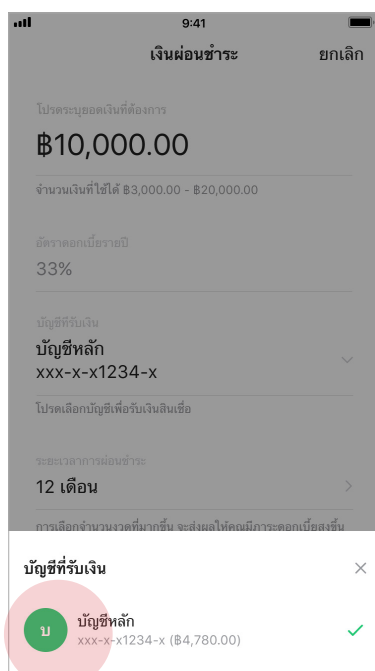 9:41
เงินผ่อนชำระ ยกเลิก
โปรดระบุยอดเงินที่ต้องการ
฿10,000.00
จำนวนเงินที่ใช้ได้ ฿3,000.00 - ฿20,000.00
อัตราดอกเบี้ยรายปี
33%
บัญชีที่รับเงิน
บัญชีหลัก
xxx-x-x1234-x
โปรดเลือกบัญชีเพื่อรับเงินสินเชื่อ
ระยะเวลาการผ่อนชำระ
12 เดือน
การเลือกจำนวนงวดที่มากขึ้น จะส่งผลให้คุณมีภาระดอกเบี้ยสูงขึ้น
บัญชีที่รับเงิน
บ บัญชีหลัก
xxx-x-x1234-x (฿4,780.00)